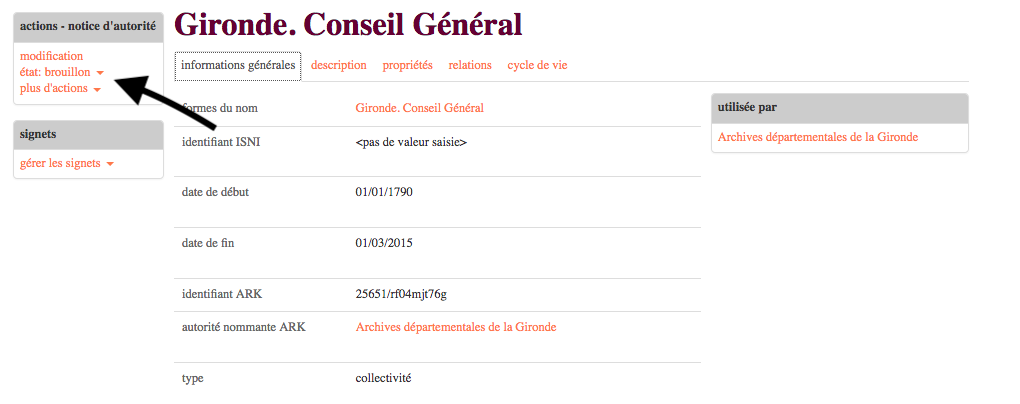 actions - notice d'autorité
modification
état: brouillon
plus d'actions
signets
gérer les signets
Gironde. Conseil Général
informations générales description propriétés relations cycle de vie
formes du nom Gironde. Conseil Général
identifiant ISNI <pas de valeur saisie>
date de début 01/01/1790
date de fin 01/03/2015
identifiant ARK 25651/rf04mjt76g
autorité nommante ARK Archives départementales de la Gironde
type collectivité
utilisée par
Archives départementales de la Gironde